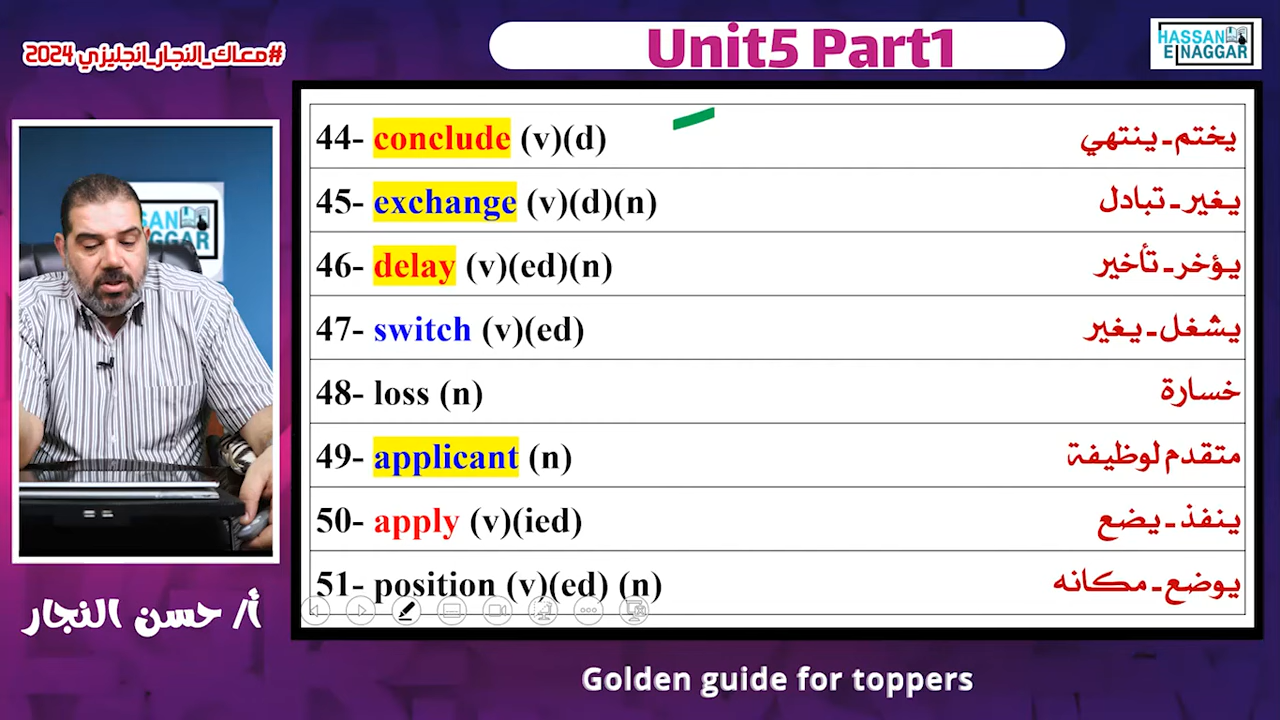 #معاك_النجار_انجليزي 2024
Unit5 Part1
HASSAN
ElNAGGAR
44- conclude (v)(d) يختم - ينتهي
45- exchange (v)(d)(n) يغير - تبادل
46- delay (v)(ed)(n) يؤخر - تأخير
47- switch (v)(ed) يشغل - يغير
48- loss (n) خسارة
49- applicant (n) متقدم لوظيفة
50- apply (v)(ied) ينفذ - يضع
51- position (v)(ed) (n) يوضع - مكانه
أ/ حسن النجار
Golden guide for toppers